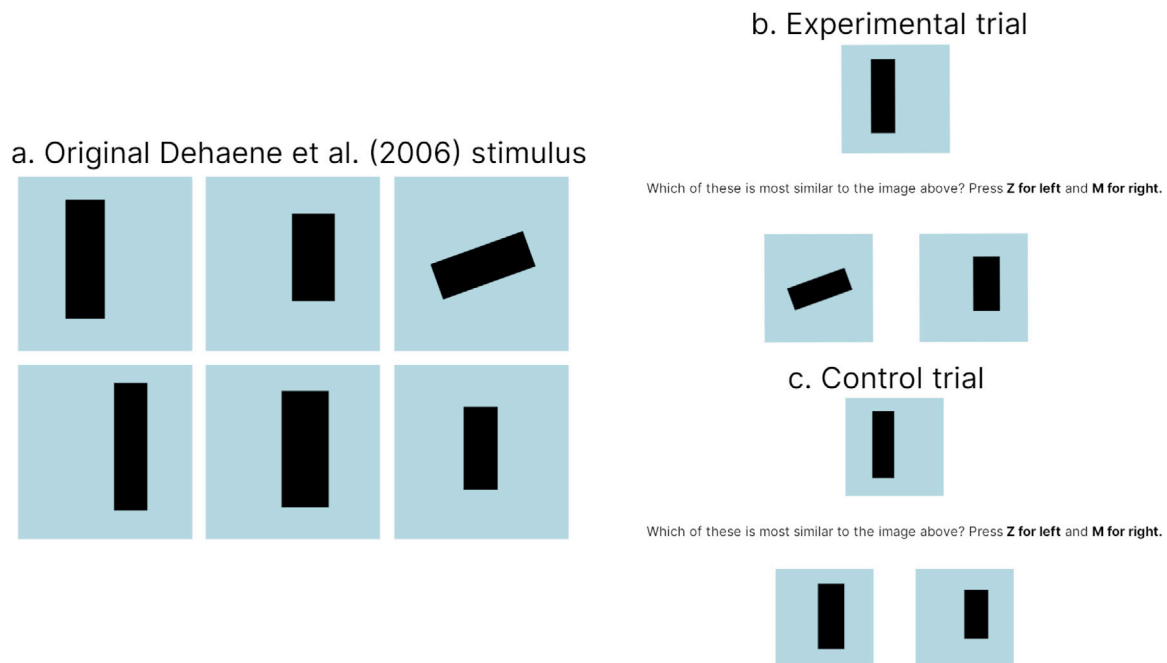 a. Original Dehaene et al. (2006) stimulus
b. Experimental trial
Which of these is most similar to the image above? Press Z for left and M for right.
c. Control trial
Which of these is most similar to the image above? Press Z for left and M for right.